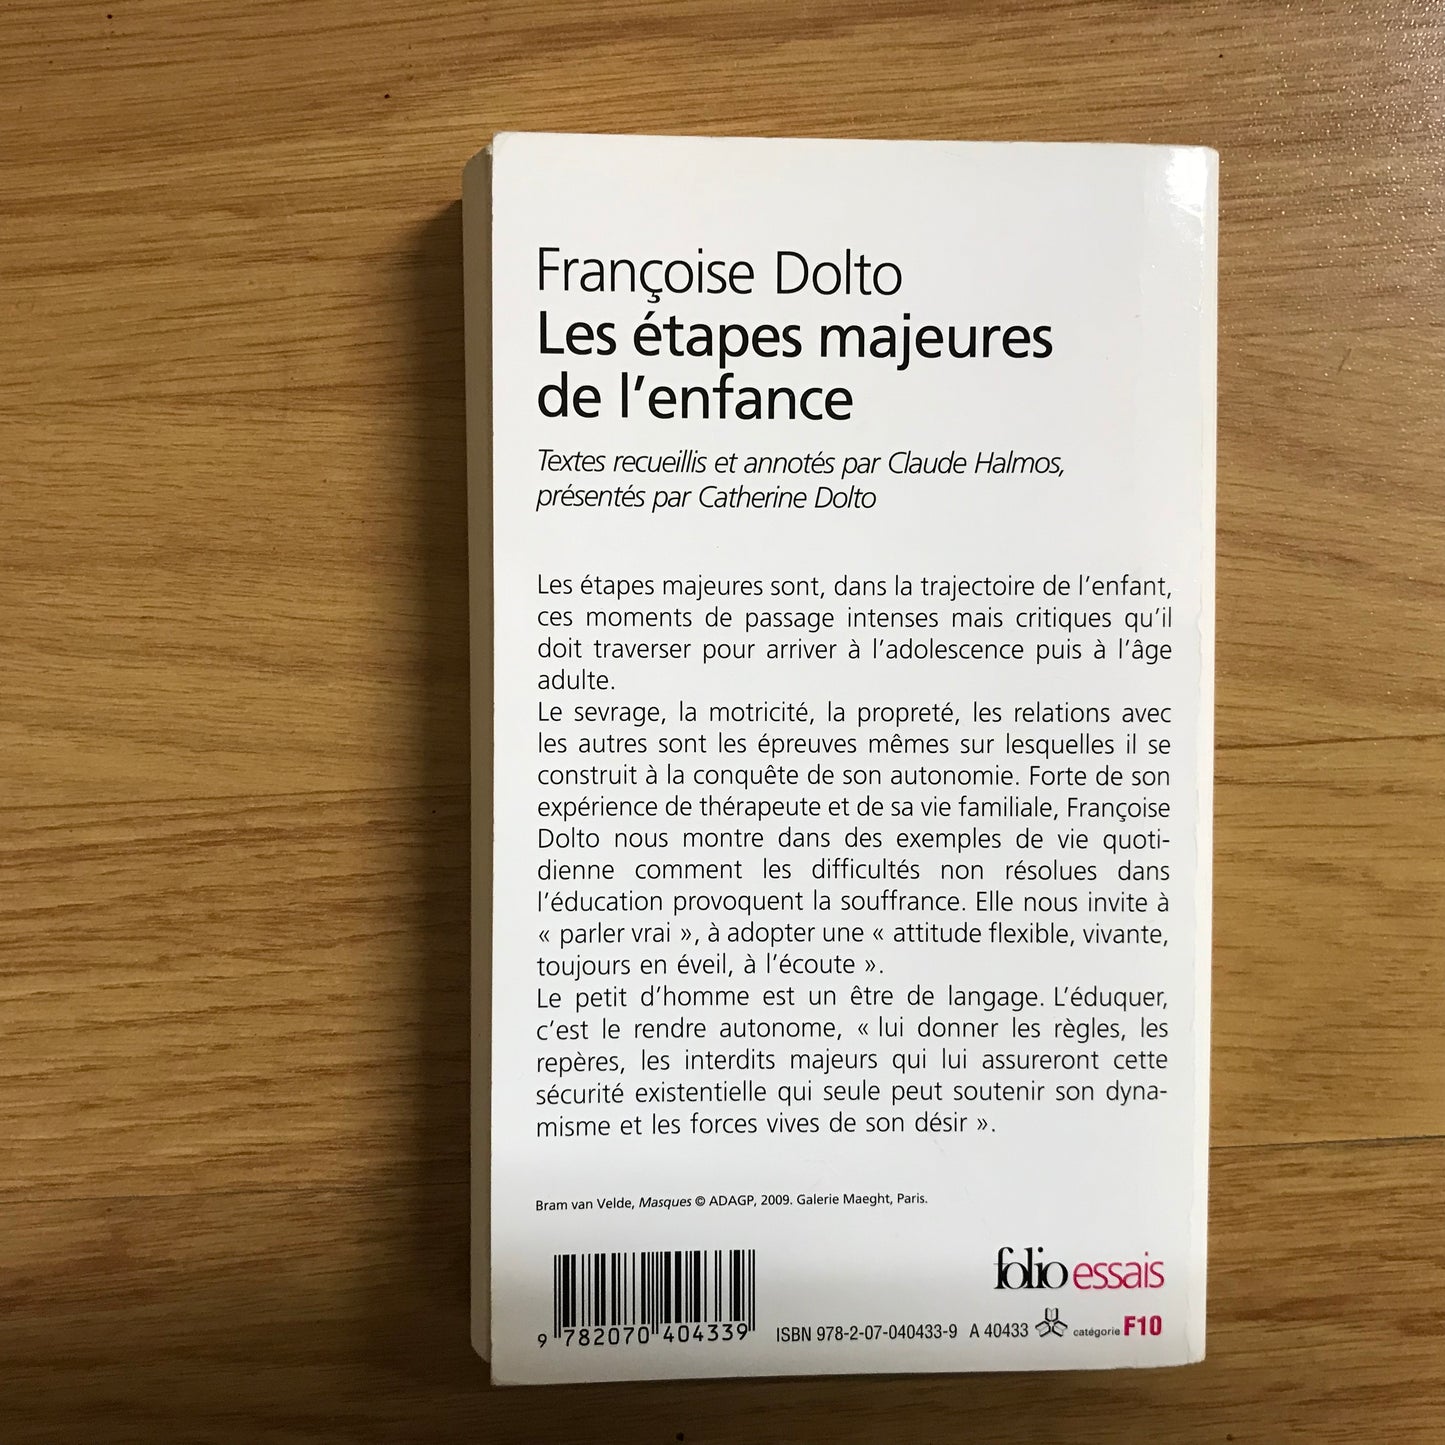 Françoise Dolto
Les étapes majeures
de l'enfance
Textes recueillis et annotés par Claude Halmos,
présentés par Catherine Dolto
Les étapes majeures sont, dans la trajectoire de l'enfant,
ces moments de passage intenses mais critiques qu'il
doit traverser pour arriver à l'adolescence puis à l'âge
adulte.
Le sevrage, la motricité, la propreté, les relations avec
les autres sont les épreuves mêmes sur lesquelles il se
construit à la conquête de son autonomie. Forte de son
expérience de thérapeute et de sa vie familiale, Françoise
Dolto nous montre dans des exemples de vie quoti-
dienne comment les difficultés non résolues dans
l'éducation provoquent la souffrance. Elle nous invite à
« parler vrai », à adopter une « attitude flexible, vivante,
toujours en éveil, à l'écoute ».
Le petit d'homme est un être de langage. L'éduquer,
c'est le rendre autonome, « lui donner les règles, les
repères, les interdits majeurs qui lui assureront cette
sécurité existentielle qui seule peut soutenir son dyna-
misme et les forces vives de son désir ».
Bram van Velde, Masques © ADAGP, 2009. Galerie Maeght, Paris.
folio essais
9 782070 404339
ISBN 978-2-07-040433-9 A 40433 catégorie F10